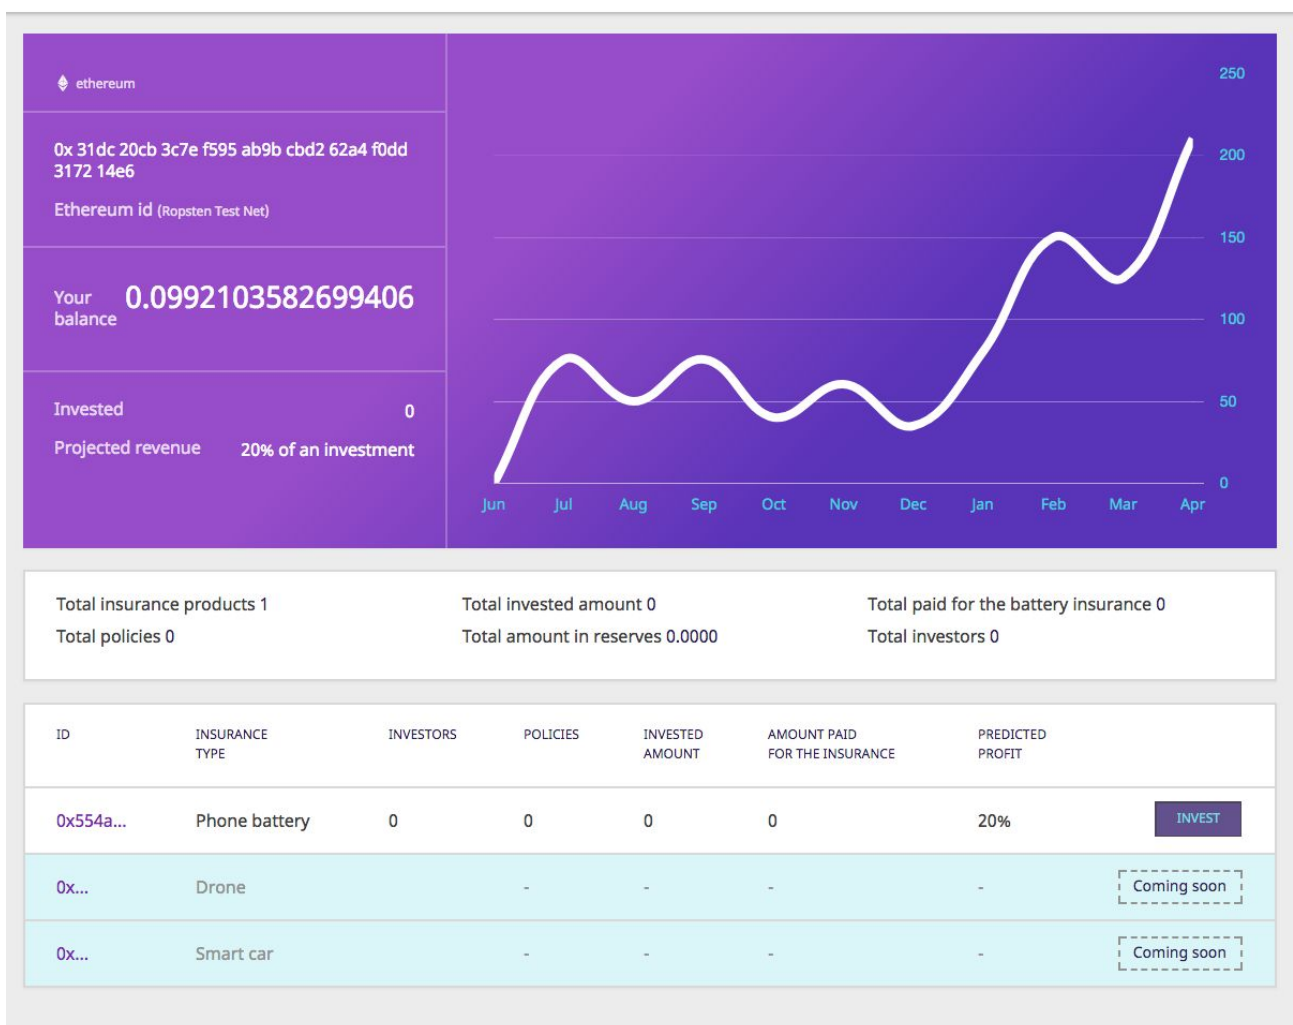 ethereum
0x 31dc 20cb 3c7e f595 ab9b cbd2 62a4 f0dd
3172 14e6
Ethereum id (Ropsten Test Net)
Your
balance
0.0992103582699406
Invested 0
Projected revenue 20% of an investment
250
200
150
100
50
0
Jun Jul Aug Sep Oct Nov Dec Jan Feb Mar Apr
Total insurance products 1 Total invested amount 0 Total paid for the battery insurance 0
Total policies 0 Total amount in reserves 0.0000 Total investors 0
ID INSURANCE INVESTORS POLICIES INVESTED AMOUNT PAID PREDICTED
TYPE AMOUNT FOR THE INSURANCE PROFIT
0x554a... Phone battery 0 0 0 0 20% INVEST
0x... Drone - - - - Coming soon
0x... Smart car - - - - Coming soon